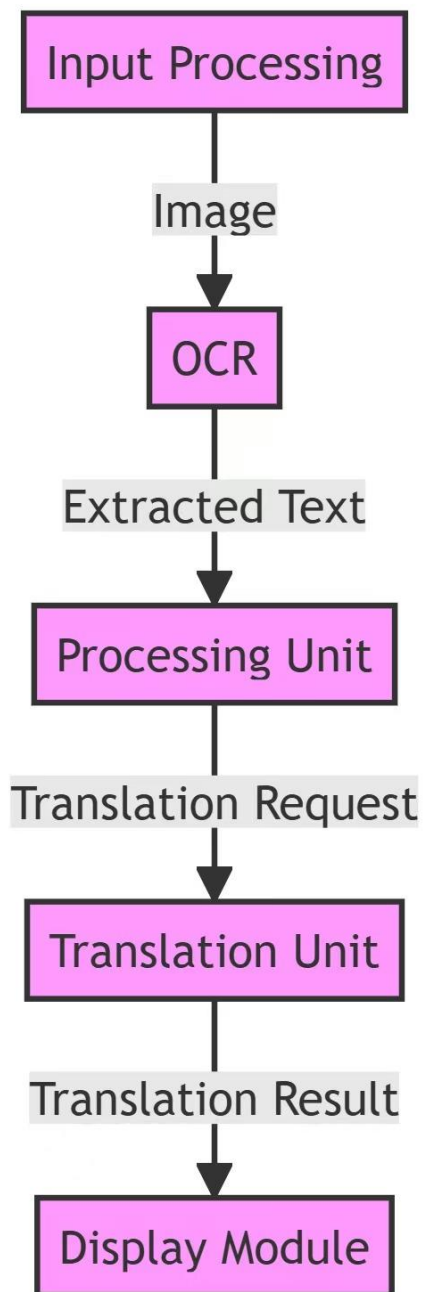 Input Processing
Image
OCR
Extracted Text
Processing Unit
Translation Request
Translation Unit
Translation Result
Display Module